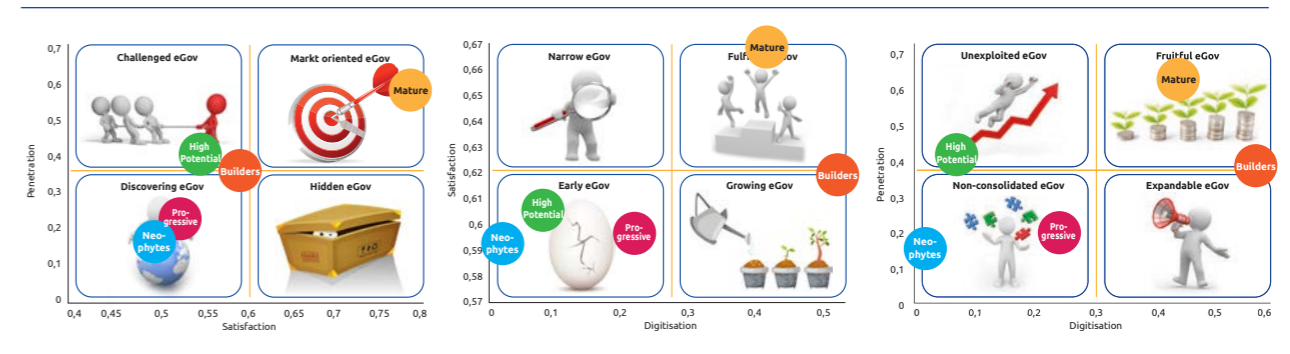 0,7
0,6
0,5
0,4
0,3
0,2
0,1
0
Penetration
Challenged eGov
Markt oriented eGov
Mature
High
Potential
Builders
Discovering eGov
Hidden eGov
Pro-
gressive
Neo-
phytes
0,4 0,45 0,5 0,55 0,6 0,65 0,7 0,75 0,8
Satisfaction
0,67
0,66
0,65
0,64
0,63
0,62
0,61
0,6
0,59
0,58
0,57
Satisfaction
Narrow eGov
Mature
Builders
Early eGov
Growing eGov
High
Potential
Pro-
gressive
Neo-
phytes
0 0,1 0,2 0,3 0,4 0,5
Digitisation
0,7
0,6
0,5
0,4
0,3
0,2
0,1
0
Penetration
Unexploited eGov
Fruitful eGov
Mature
High
Potential
Builders
Non-consolidated eGov
Expandable eGov
Pro-
gressive
Neo-
phytes
0 0,1 0,2 0,3 0,4 0,5 0,6
Digitisation